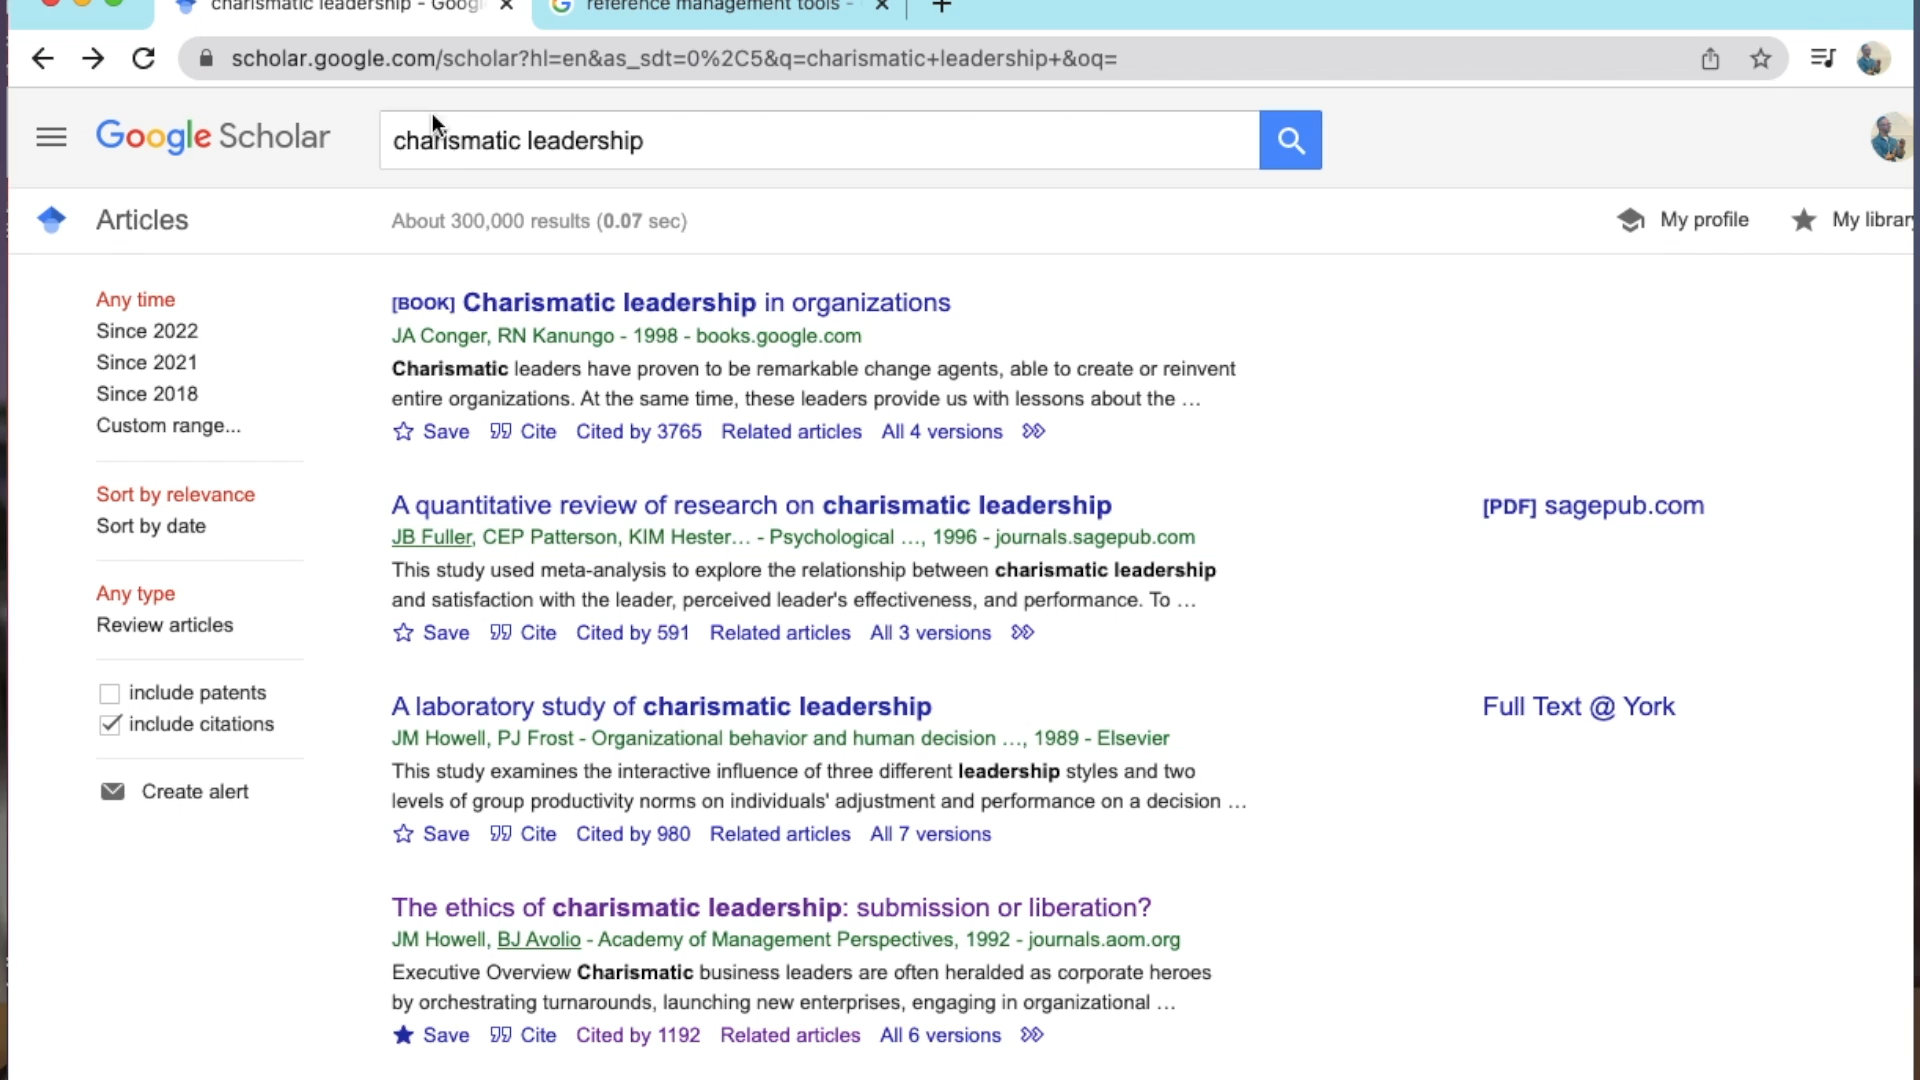 charismatic leadership - Googl
reference management tools -
scholar.google.com/scholar?hl=en&as_sdt=0%2C5&q=charismatic+leadership+&oq=
Google Scholar
charismatic leadership
Articles
About 300,000 results (0.07 sec)
My profile
My library
Any time
Since 2022
Since 2021
Since 2018
Custom range...
Sort by relevance
Sort by date
Any type
Review articles
include patents
include citations
Create alert
[BOOK] Charismatic leadership in organizations
JA Conger, RN Kanungo - 1998 - books.google.com
Charismatic leaders have proven to be remarkable change agents, able to create or reinvent
entire organizations. At the same time, these leaders provide us with lessons about the …
Save Cite Cited by 3765 Related articles All 4 versions
A quantitative review of research on charismatic leadership
[PDF] sagepub.com
JB Fuller, CEP Patterson, KIM Hester… - Psychological …, 1996 - journals.sagepub.com
This study used meta-analysis to explore the relationship between charismatic leadership
and satisfaction with the leader, perceived leader's effectiveness, and performance. To …
Save Cite Cited by 591 Related articles All 3 versions
A laboratory study of charismatic leadership
Full Text @ York
JM Howell, PJ Frost - Organizational behavior and human decision …, 1989 - Elsevier
This study examines the interactive influence of three different leadership styles and two
levels of group productivity norms on individuals' adjustment and performance on a decision …
Save Cite Cited by 980 Related articles All 7 versions
The ethics of charismatic leadership: submission or liberation?
JM Howell, BJ Avolio - Academy of Management Perspectives, 1992 - journals.aom.org
Executive Overview Charismatic business leaders are often heralded as corporate heroes
by orchestrating turnarounds, launching new enterprises, engaging in organizational …
Save Cite Cited by 1192 Related articles All 6 versions